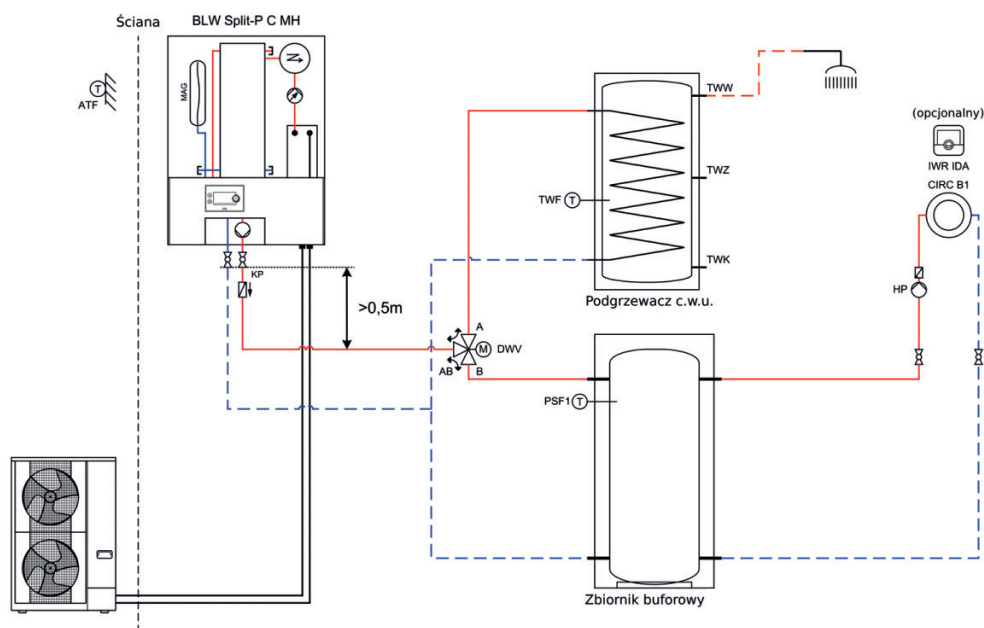 Ściana
BLW Split-P C MH
T
ATF
MAG
KP
>0,5m
TWW
TWZ
TWF T
TWK
Podgrzewacz c.w.u.
(opcjonalny)
IWR IDA
CIRC B1
HP
A
M DWV
AB
B
PSF1 T
Zbiornik buforowy